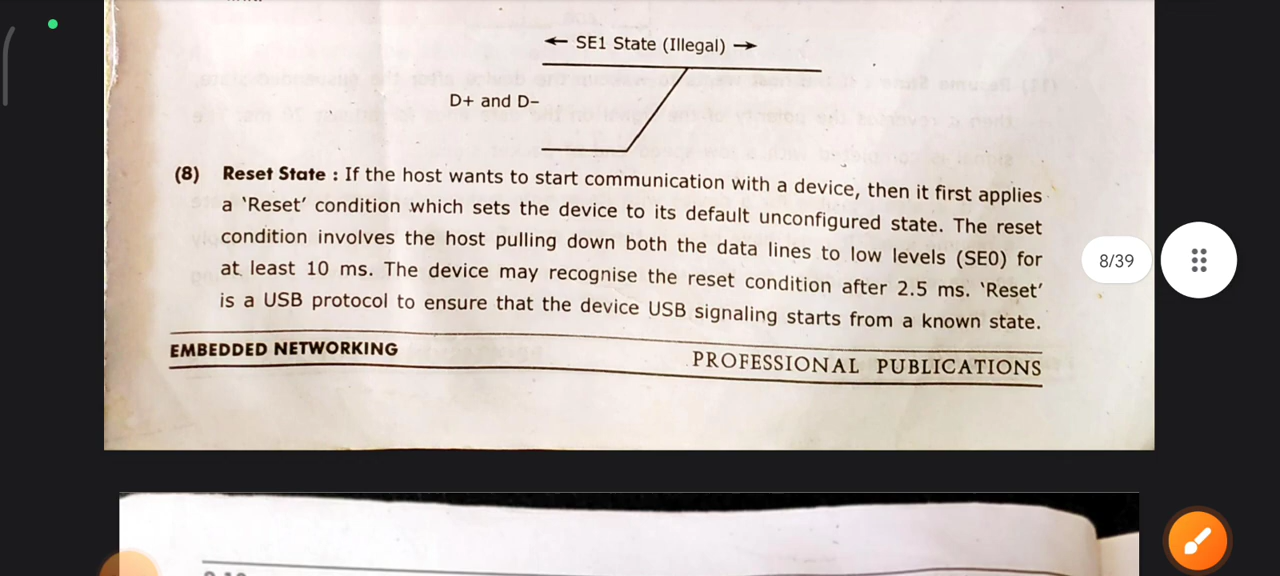 ← SE1 State (Illegal) →
D+ and D−
(8) Reset State : If the host wants to start communication with a device, then it first applies
a ‘Reset’ condition which sets the device to its default unconfigured state. The reset
condition involves the host pulling down both the data lines to low levels (SE0) for
at least 10 ms. The device may recognise the reset condition after 2.5 ms. ‘Reset’
is a USB protocol to ensure that the device USB signaling starts from a known state.
EMBEDDED NETWORKING PROFESSIONAL PUBLICATIONS
8/39